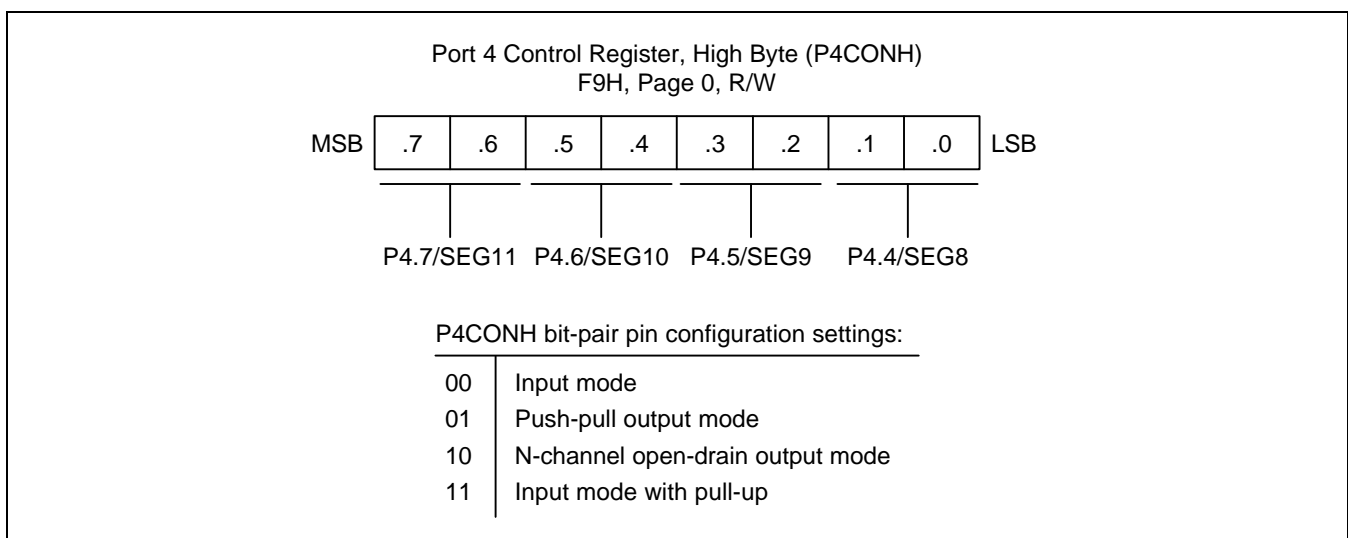 Port 4 Control Register, High Byte (P4CONH)
F9H, Page 0, R/W
MSB .7 .6 .5 .4 .3 .2 .1 .0 LSB
P4.7/SEG11 P4.6/SEG10 P4.5/SEG9 P4.4/SEG8
P4CONH bit-pair pin configuration settings:
00 Input mode
01 Push-pull output mode
10 N-channel open-drain output mode
11 Input mode with pull-up